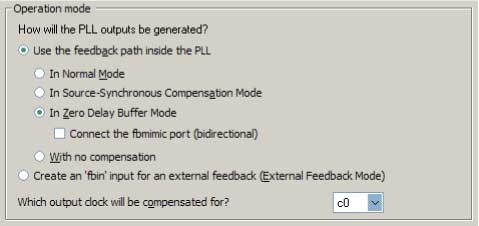 Operation mode
How will the PLL outputs be generated?
Use the feedback path inside the PLL
In Normal Mode
In Source-Synchronous Compensation Mode
In Zero Delay Buffer Mode
Connect the fbmimic port (bidirectional)
With no compensation
Create an 'fbin' input for an external feedback (External Feedback Mode)
Which output clock will be compensated for? c0